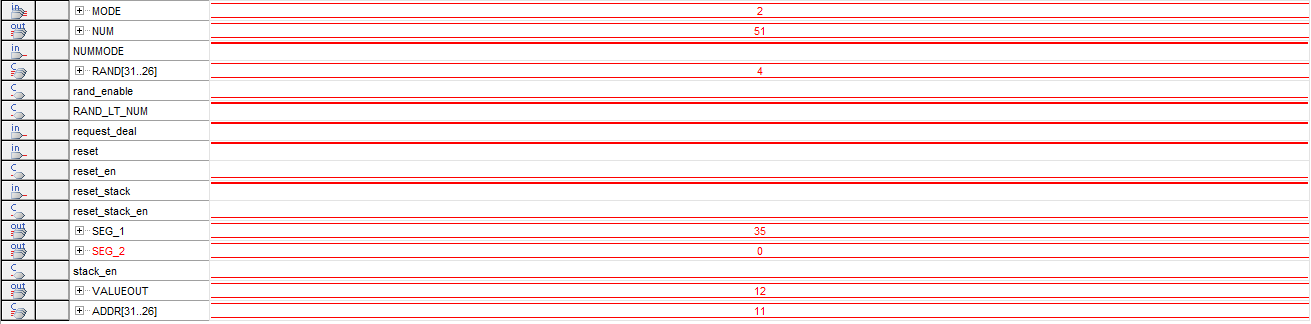 in MODE 2
out NUM 51
in NUMMODE
C RAND[31..26] 4
C rand_enable
C RAND_LT_NUM
in request_deal
in reset
C reset_en
in reset_stack
C reset_stack_en
out SEG_1 35
out SEG_2 0
C stack_en
out VALUEOUT 12
C ADDR[31..26] 11